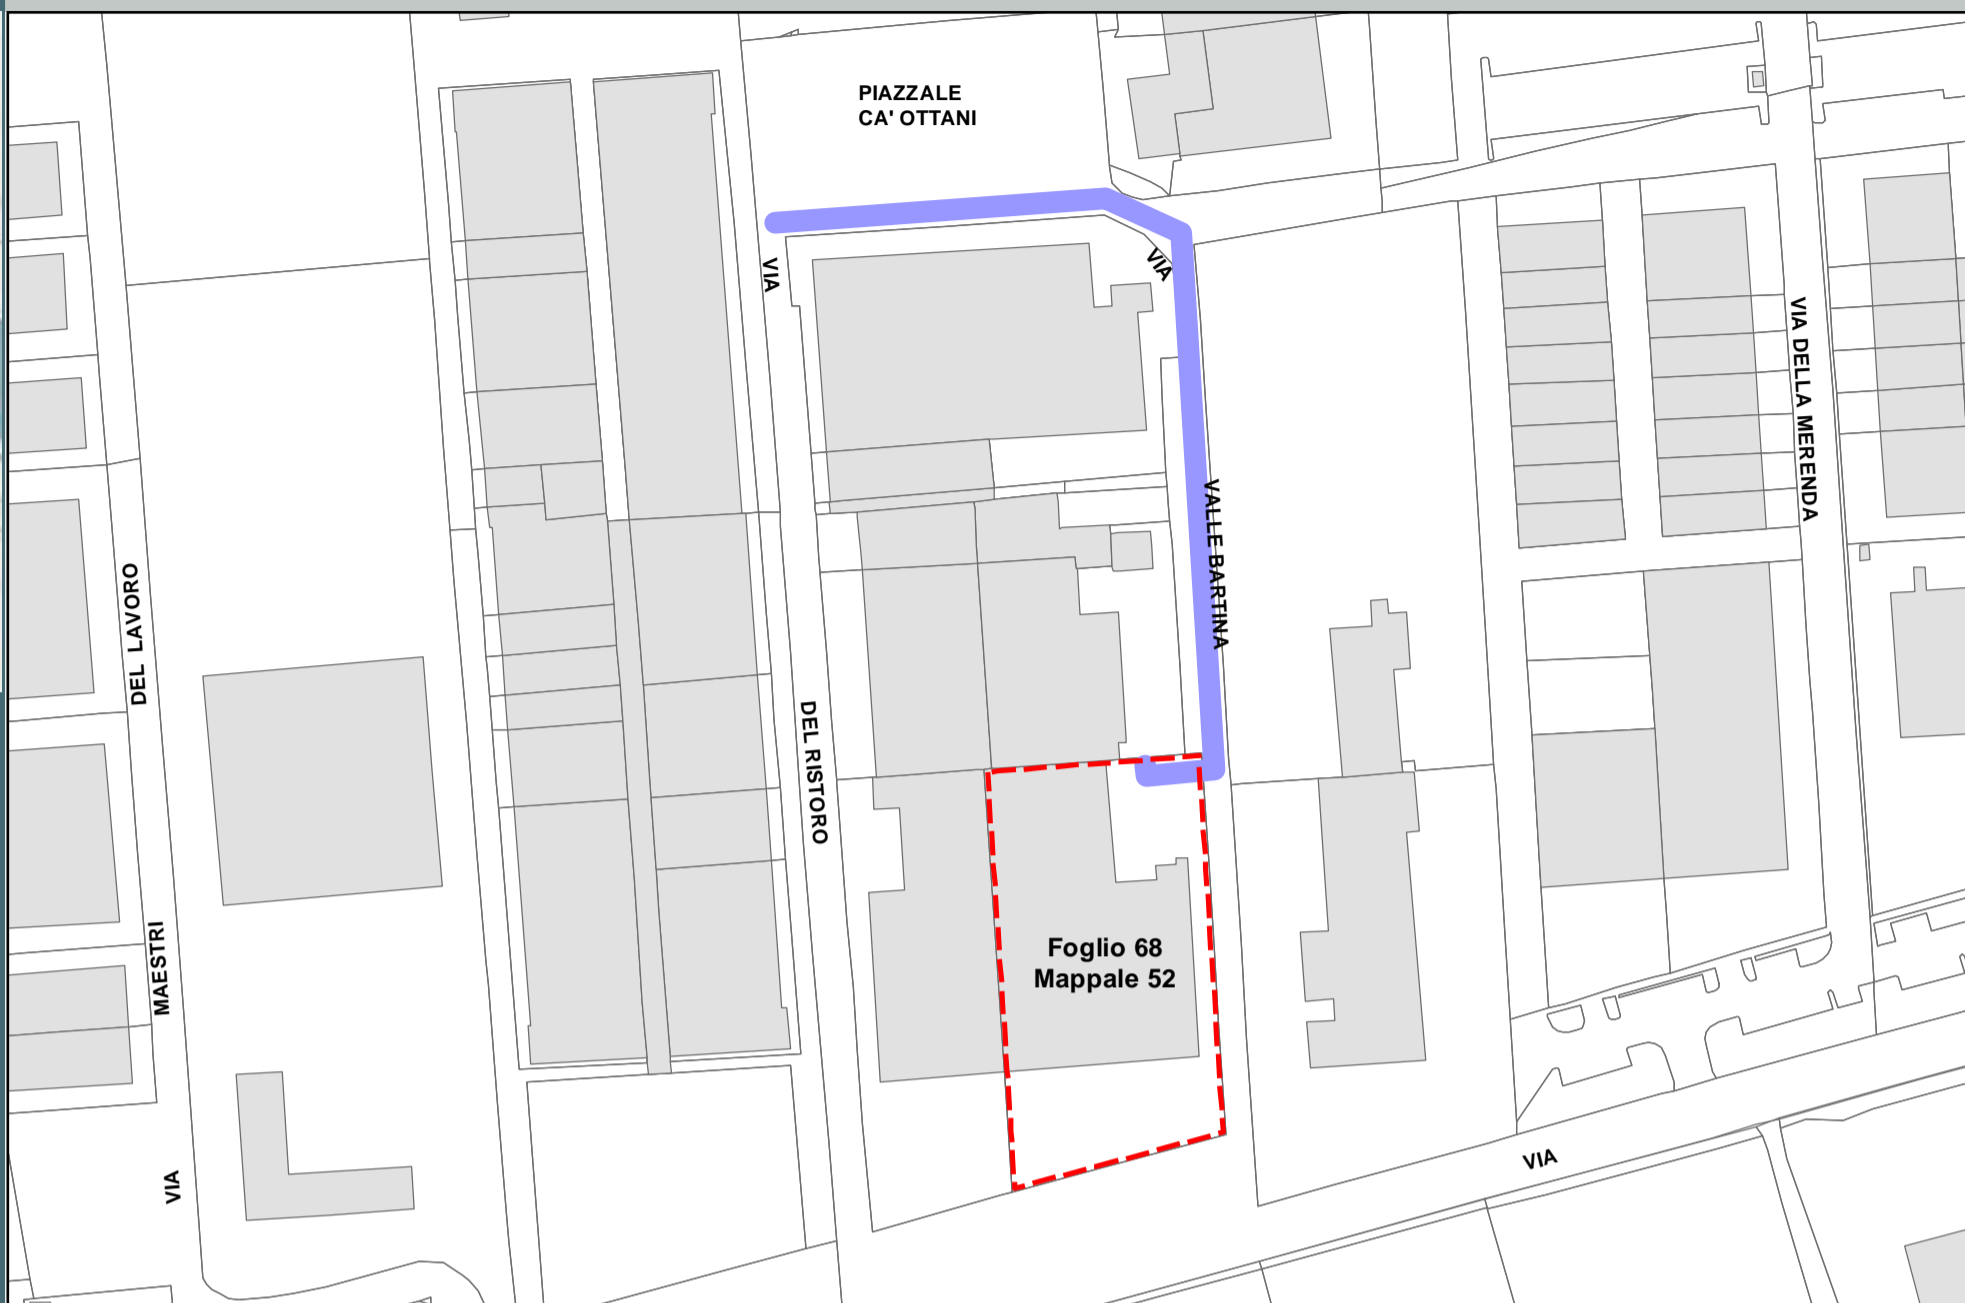 PIAZZALE
CA' OTTANI
VIA
VIA
VIA DELLA MERENDA
VALLE BARTINA
DEL LAVORO
DEL RISTORO
MAESTRI
Foglio 68
Mappale 52
VIA
VIA